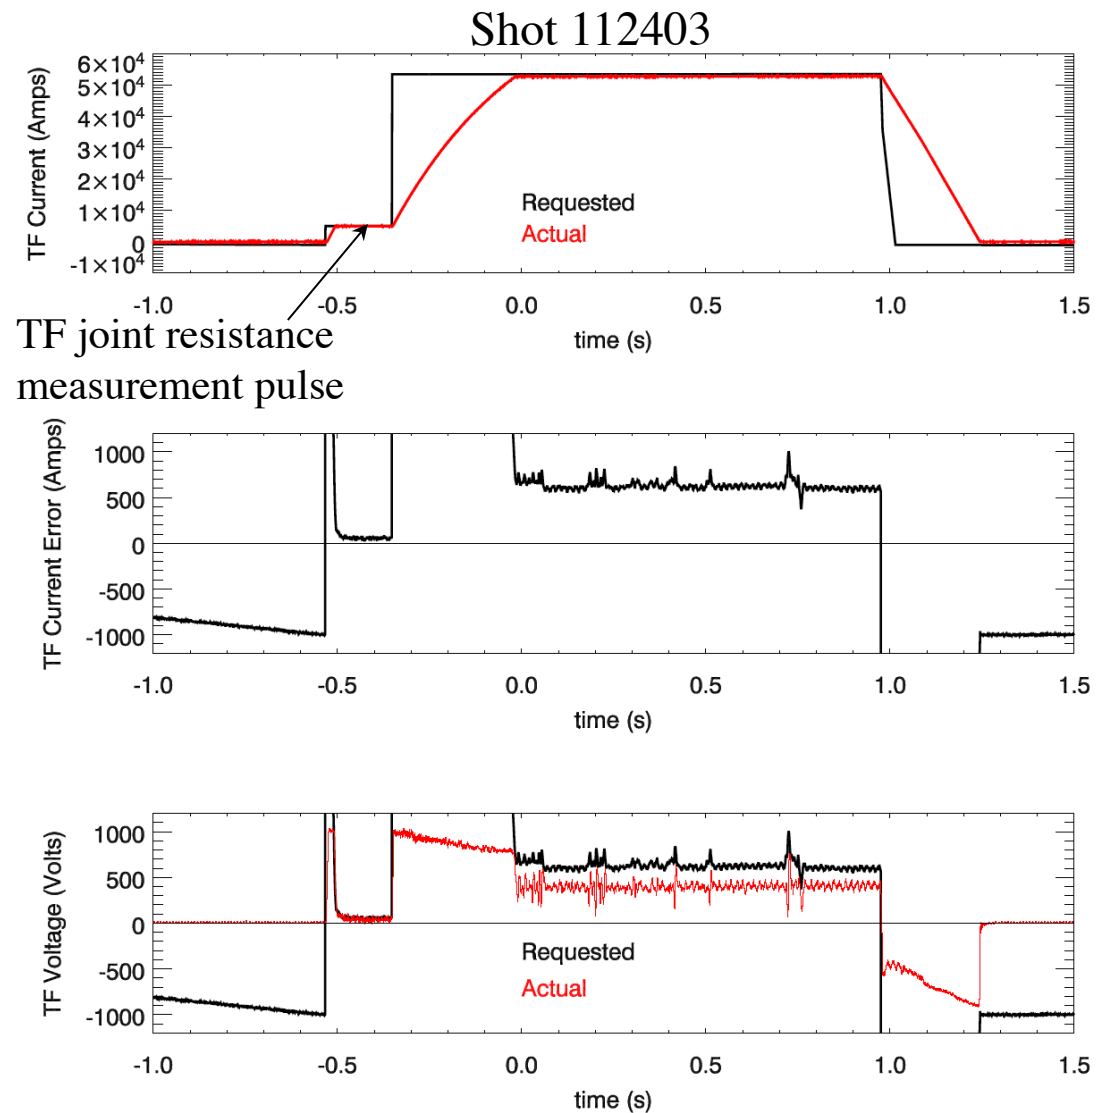 Shot 112403
TF Current (Amps)
6×10⁴
5×10⁴
4×10⁴
3×10⁴
2×10⁴
1×10⁴
0
-1×10⁴
Requested
Actual
-1.0 -0.5 0.0 0.5 1.0 1.5
time (s)
TF joint resistance
measurement pulse
TF Current Error (Amps)
1000
500
0
-500
-1000
-1.0 -0.5 0.0 0.5 1.0 1.5
time (s)
TF Voltage (Volts)
1000
500
0
-500
-1000
Requested
Actual
-1.0 -0.5 0.0 0.5 1.0 1.5
time (s)